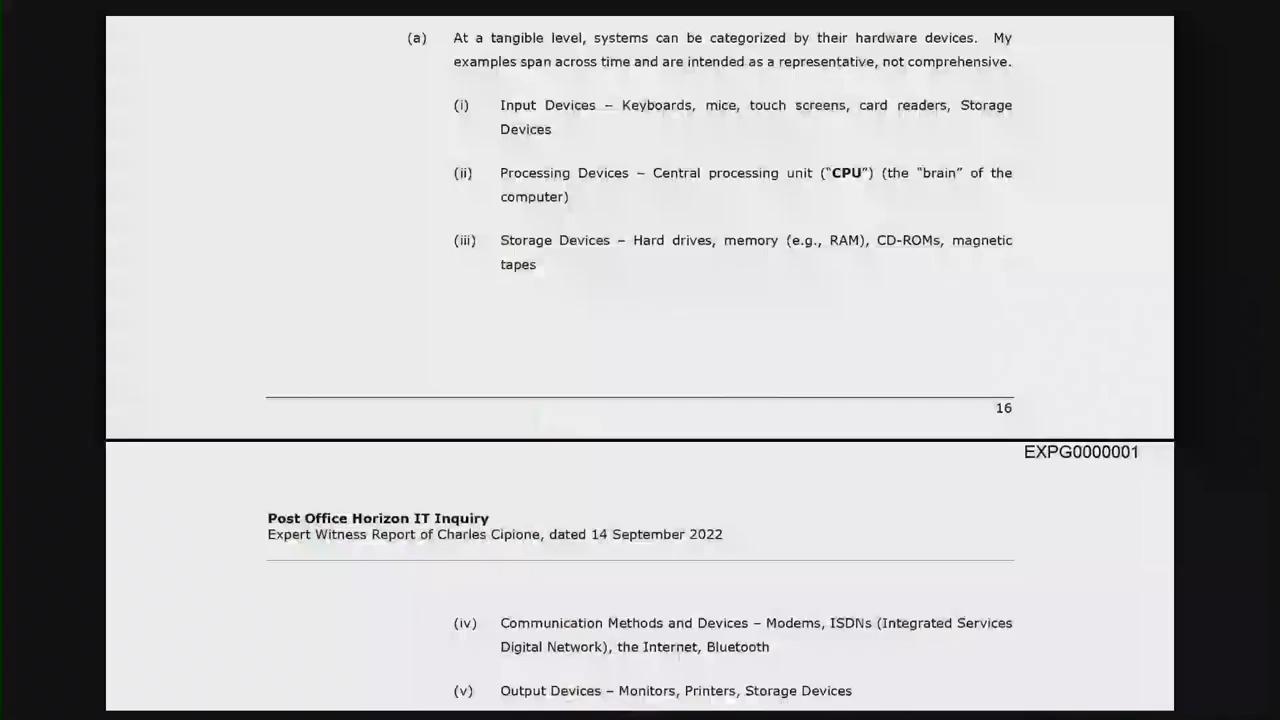 (a) At a tangible level, systems can be categorized by their hardware devices. My
examples span across time and are intended as a representative, not comprehensive.
(i) Input Devices – Keyboards, mice, touch screens, card readers, Storage
Devices
(ii) Processing Devices – Central processing unit ("CPU") (the "brain" of the
computer)
(iii) Storage Devices – Hard drives, memory (e.g., RAM), CD-ROMs, magnetic
tapes
16
EXPG0000001
Post Office Horizon IT Inquiry
Expert Witness Report of Charles Cipione, dated 14 September 2022
(iv) Communication Methods and Devices – Modems, ISDNs (Integrated Services
Digital Network), the Internet, Bluetooth
(v) Output Devices – Monitors, Printers, Storage Devices